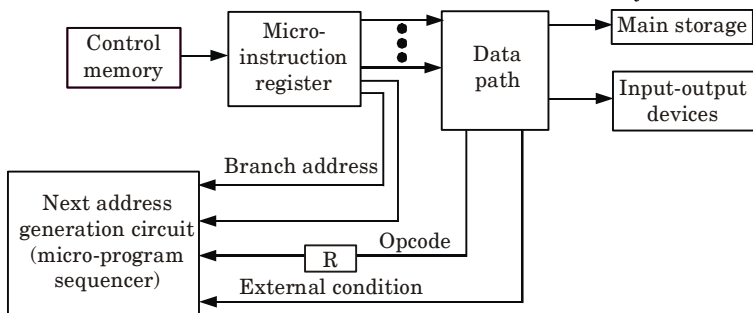 Control
memory
Micro-
instruction
register
Data
path
Main storage
Input-output
devices
Branch address
Next address
generation circuit
(micro-program
sequencer)
Opcode
R
External condition